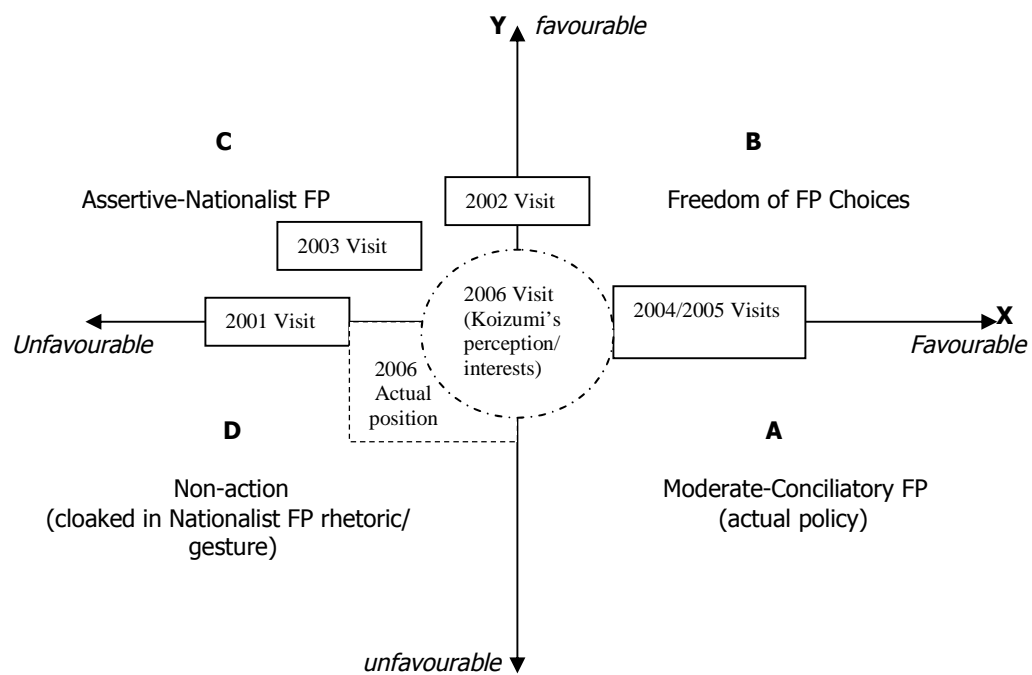 Y favourable
C
B
Assertive-Nationalist FP
2002 Visit
Freedom of FP Choices
2003 Visit
2001 Visit
2006 Visit
(Koizumi's
perception/
interests)
2004/2005 Visits
X
Unfavourable
Favourable
2006
Actual
position
D
A
Non-action
(cloaked in Nationalist FP rhetoric/
gesture)
Moderate-Conciliatory FP
(actual policy)
unfavourable